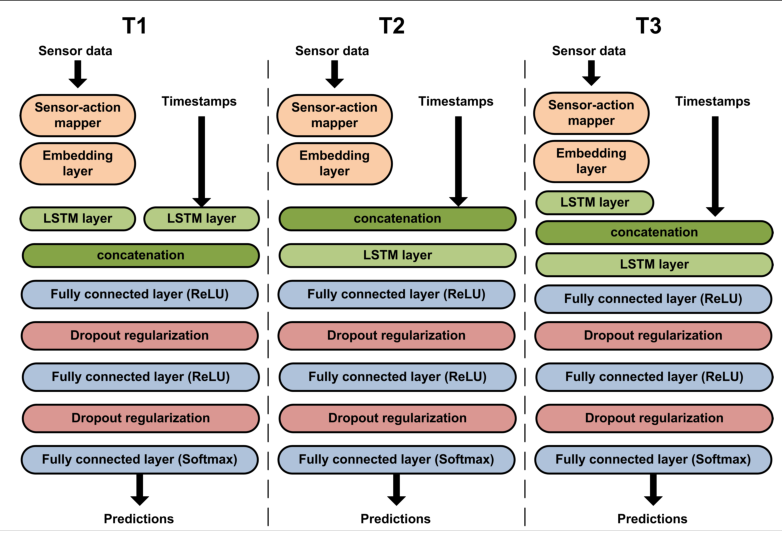 T1
Sensor data
Sensor-action
mapper
Timestamps
Embedding
layer
LSTM layer
LSTM layer
concatenation
Fully connected layer (ReLU)
Dropout regularization
Fully connected layer (ReLU)
Dropout regularization
Fully connected layer (Softmax)
Predictions
T2
Sensor data
Sensor-action
mapper
Timestamps
Embedding
layer
concatenation
LSTM layer
Fully connected layer (ReLU)
Dropout regularization
Fully connected layer (ReLU)
Dropout regularization
Fully connected layer (Softmax)
Predictions
T3
Sensor data
Sensor-action
mapper
Timestamps
Embedding
layer
LSTM layer
concatenation
LSTM layer
Fully connected layer (ReLU)
Dropout regularization
Fully connected layer (ReLU)
Dropout regularization
Fully connected layer (Softmax)
Predictions